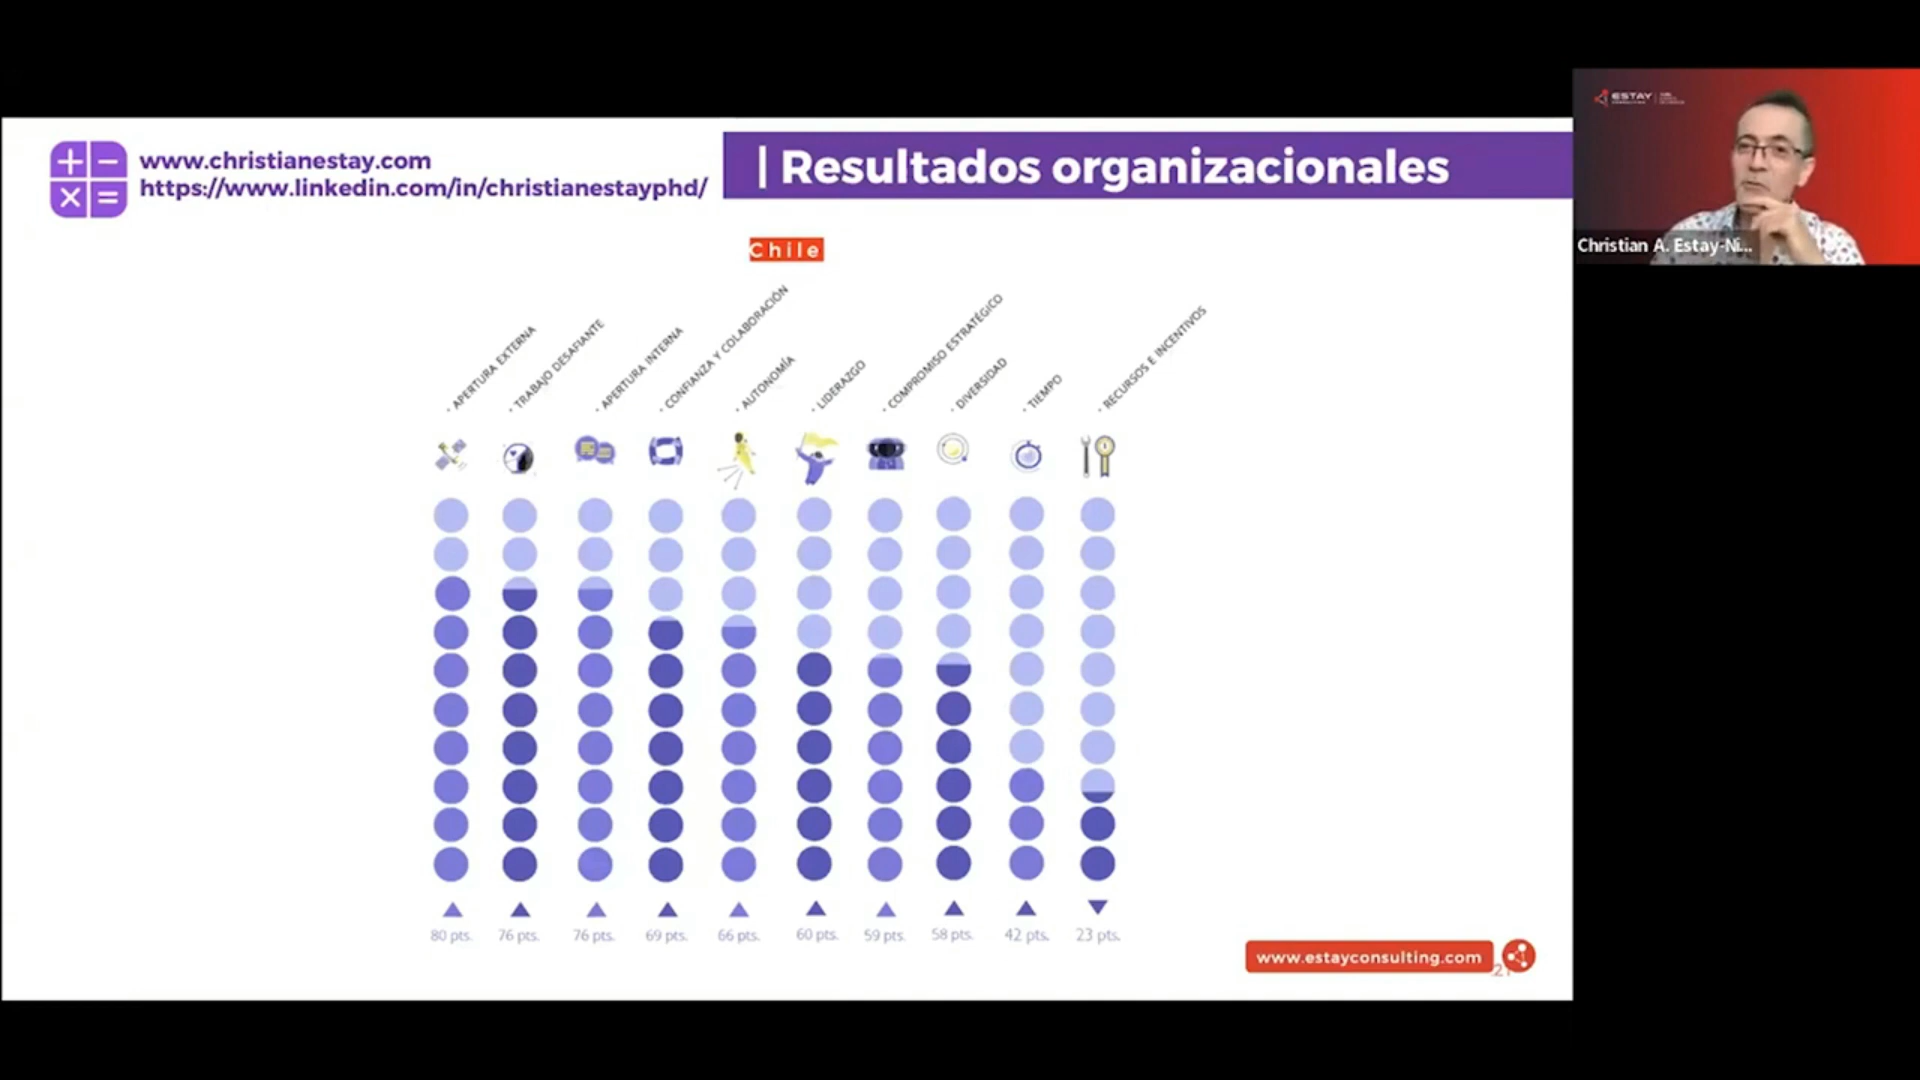 www.christianestay.com
https://www.linkedin.com/in/christianestayphd/
| Resultados organizacionales
ESTAY
Christian A. Estay-Ni...
Chile
APERTURA EXTERNA
TRABAJO DESAFIANTE
APERTURA INTERNA
CONFIANZA Y COLABORACIÓN
AUTONOMÍA
LIDERAZGO
COMPROMISO ESTRATÉGICO
DIVERSIDAD
TIEMPO
RECURSOS E INCENTIVOS
80 pts. 76 pts. 76 pts. 69 pts. 66 pts. 60 pts. 59 pts. 58 pts. 42 pts. 23 pts.
www.estayconsulting.com